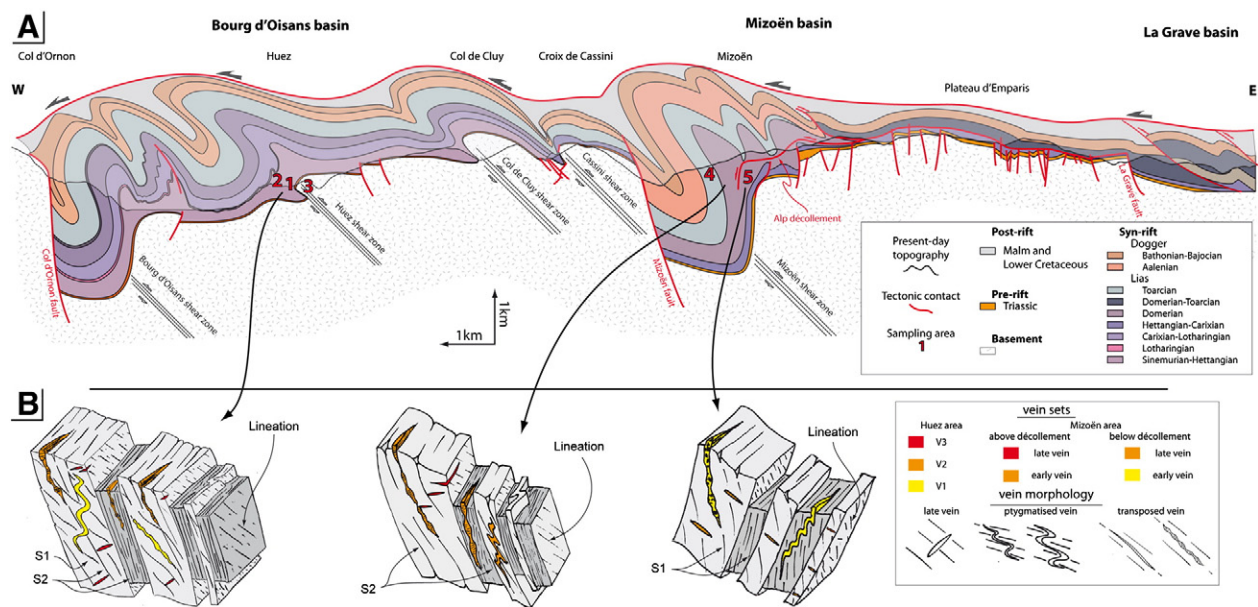 A
Bourg d'Oisans basin
Mizoën basin
La Grave basin
Col d'Ornon
Huez
Col de Cluy
Croix de Cassini
Mizoën
Plateau d'Emparis
W
E
2
1
3
4
5
Col d'Ornon fault
Bourg d'Oisans shear zone
Huez shear zone
Col de Cluy shear zone
Cassini shear zone
Mizoën fault
Mizoën shear zone
Alp décollement
La Grave fault
1km
1km
Present-day
topography
Tectonic contact
Sampling area
1
Post-rift
Malm and
Lower Cretaceous
Pre-rift
Triassic
Basement
Syn-rift
Dogger
Bathonian-Bajocian
Aalenian
Lias
Toarcian
Domerian-Toarcian
Domerian
Hettangian-Carixian
Carixian-Lotharingian
Lotharingian
Sinemurian-Hettangian
B
Lineation
S1
S2
Lineation
S2
Lineation
S1
vein sets
Huez area
Mizoën area
above décollement
below décollement
V3
late vein
late vein
V2
early vein
early vein
V1
vein morphology
late vein
ptygmatised vein
transposed vein